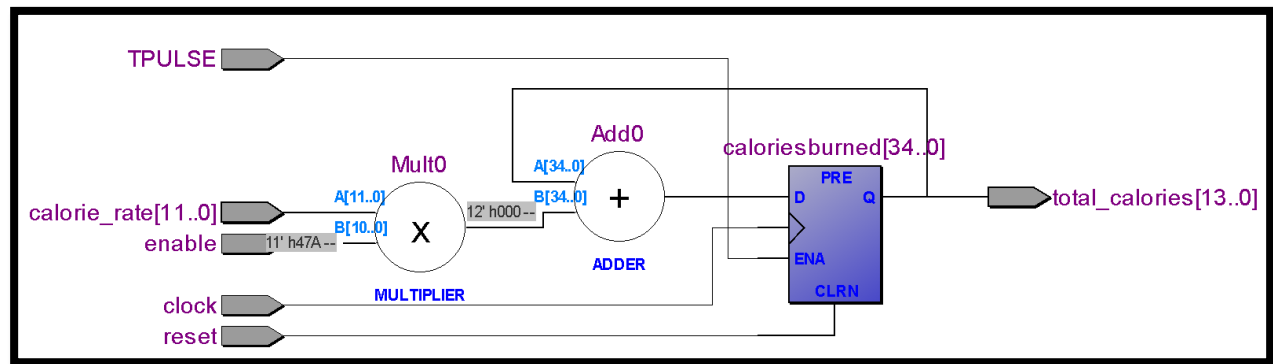 TPULSE
Add0
caloriesburned[34..0]
Mult0
A[34..0]
PRE
A[11..0]
B[34..0]
D
Q
calorie_rate[11..0]
12' h000 --
+
total_calories[13..0]
B[10..0]
enable
11' h47A --
x
ENA
ADDER
MULTIPLIER
CLRN
clock
reset